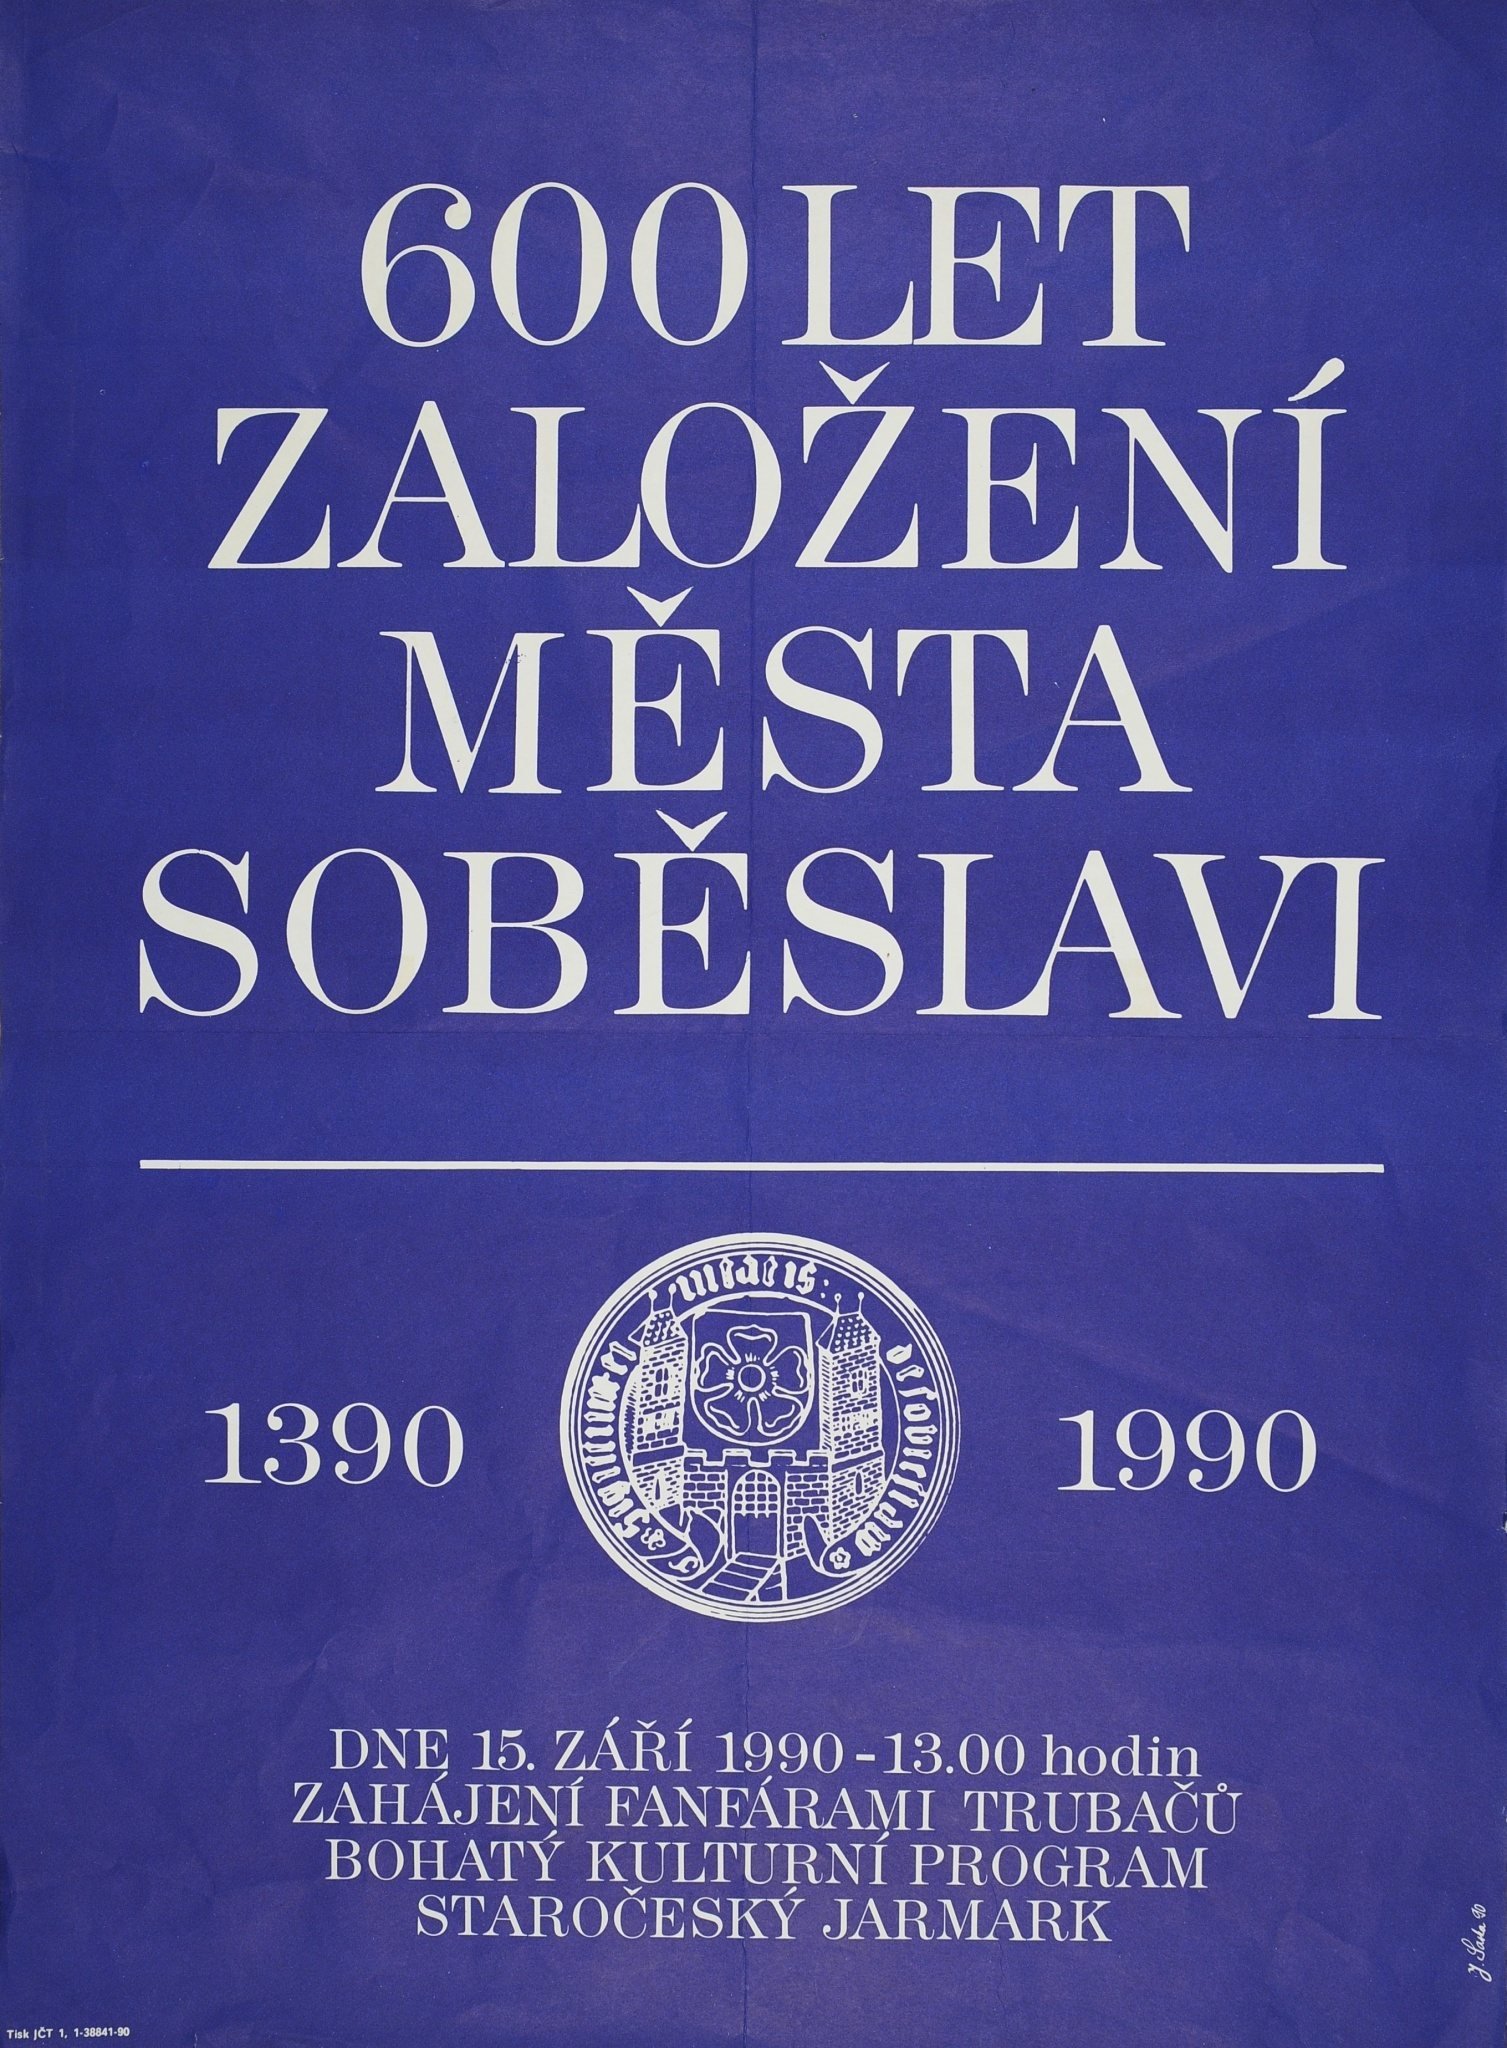 600 LET
ZALOŽENÍ
MĚSTA
SOBĚSLAVI
1390
1990
DNE 15. ZÁŘÍ 1990 - 13.00 hodin
ZAHÁJENÍ FANFÁRAMI TRUBAČŮ
BOHATÝ KULTURNÍ PROGRAM
STAROČESKÝ JARMARK
Tisk JČT 1, 1-38841-90